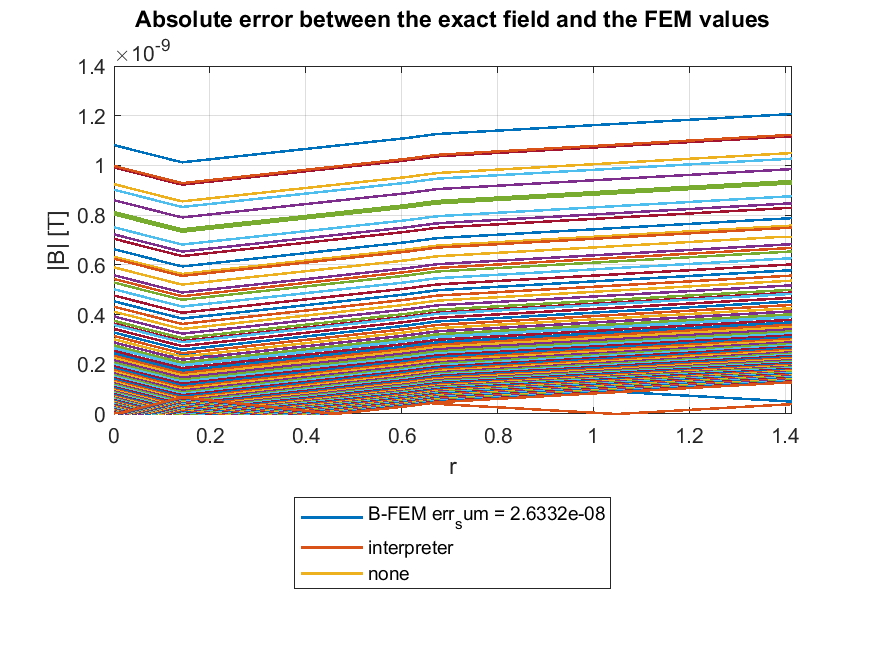 Absolute error between the exact field and the FEM values
×10-9
1.4
1.2
1
0.8
0.6
0.4
0.2
0
|B| [T]
0 0.2 0.4 0.6 0.8 1 1.2 1.4
r
B-FEM errsum = 2.6332e-08
interpreter
none